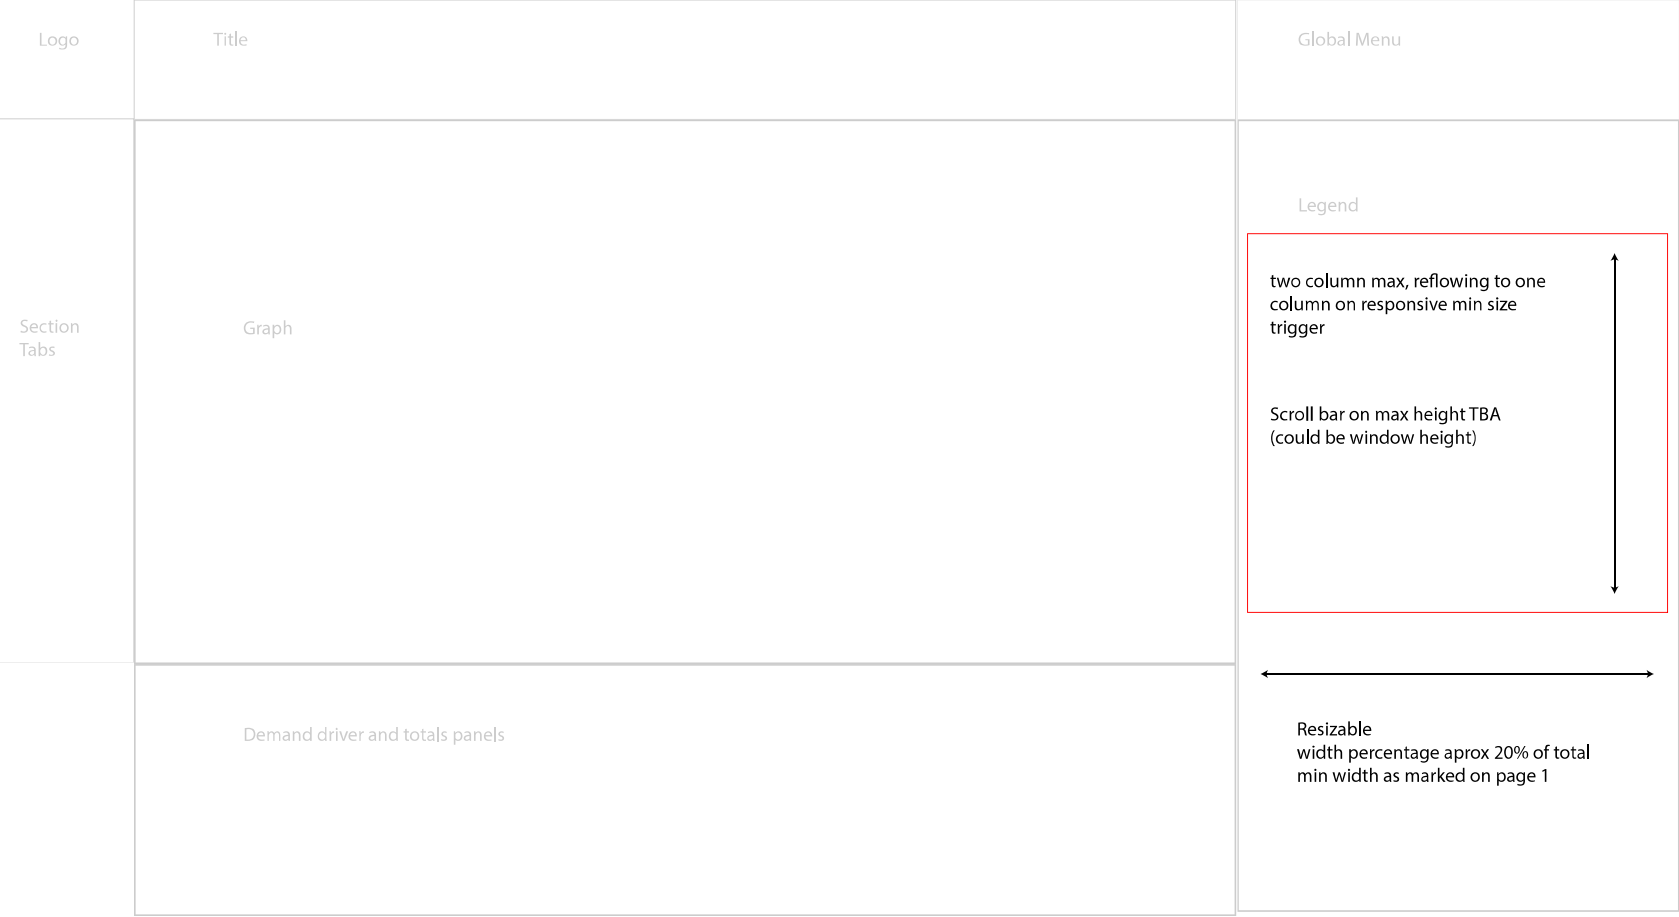 Logo
Title
Global Menu
Legend
two column max, reflowing to one
column on responsive min size
trigger
Section
Tabs
Graph
Scroll bar on max height TBA
(could be window height)
Demand driver and totals panels
Resizable
width percentage aprox 20% of total
min width as marked on page 1